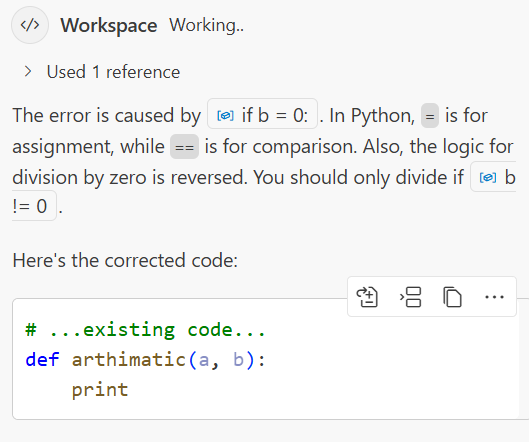 </> Workspace Working..
> Used 1 reference
The error is caused by if b = 0: . In Python, = is for
assignment, while == is for comparison. Also, the logic for
division by zero is reversed. You should only divide if b
!= 0 .
Here's the corrected code:
# ...existing code...
def arthimatic(a, b):
    print